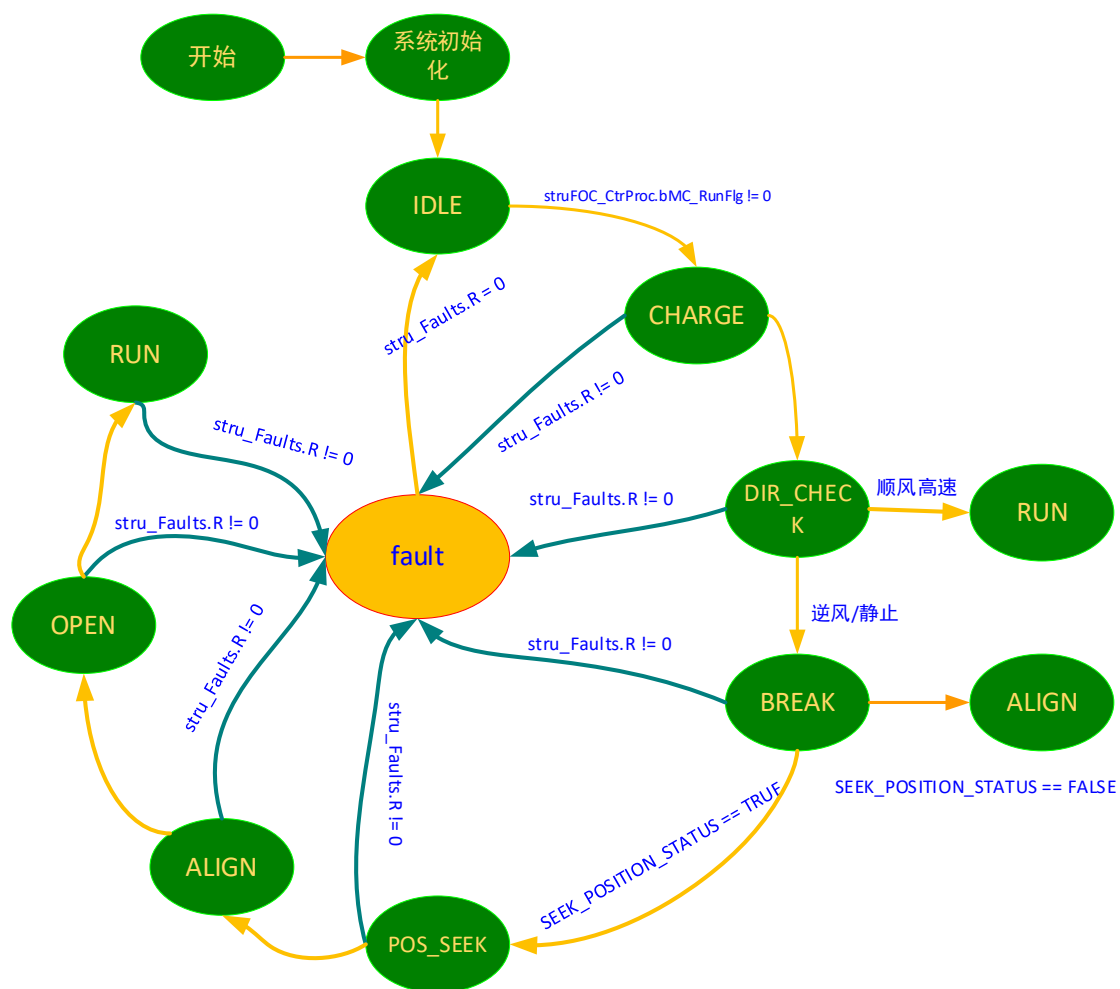 开始
系统初始
化
IDLE
struFOC_CtrProc.bMC_RunFlg != 0
stru_Faults.R = 0
CHARGE
RUN
stru_Faults.R != 0
stru_Faults.R != 0
stru_Faults.R != 0
stru_Faults.R != 0
DIR_CHEC
K
顺风高速
RUN
fault
OPEN
stru_Faults.R != 0
逆风/静止
stru_Faults.R != 0
BREAK
ALIGN
stru_Faults.R != 0
SEEK_POSITION_STATUS == TRUE
SEEK_POSITION_STATUS == FALSE
ALIGN
POS_SEEK